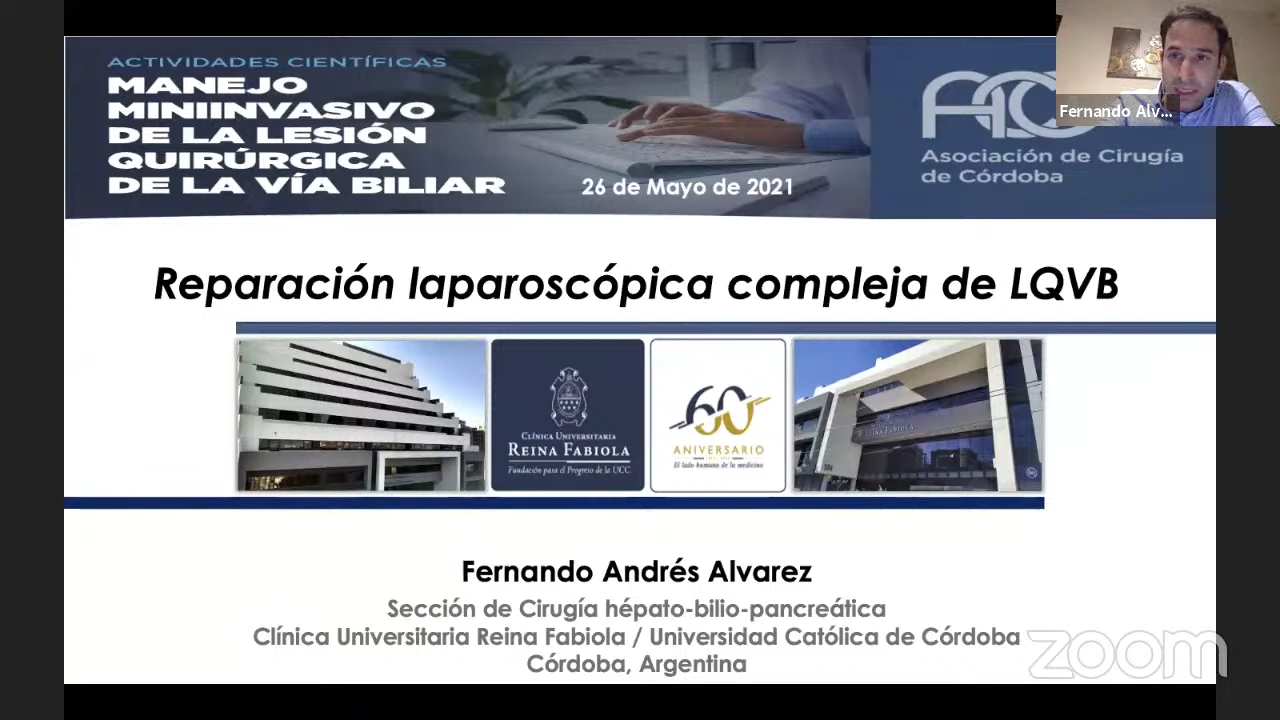 ACTIVIDADES CIENTÍFICAS
MANEJO
MINIINVASIVO
DE LA LESIÓN
QUIRÚRGICA
DE LA VÍA BILIAR
26 de Mayo de 2021
Asociación de Cirugía
de Córdoba
Fernando Alv...
Reparación laparoscópica compleja de LQVB
CLÍNICA UNIVERSITARIA
REINA FABIOLA
Fundación para el Progreso de la UCC
60
ANIVERSARIO
El lado humano de la medicina
REINA FABIOLA
Fernando Andrés Alvarez
Sección de Cirugía hépato-bilio-pancreática
Clínica Universitaria Reina Fabiola / Universidad Católica de Córdoba
Córdoba, Argentina
zoom